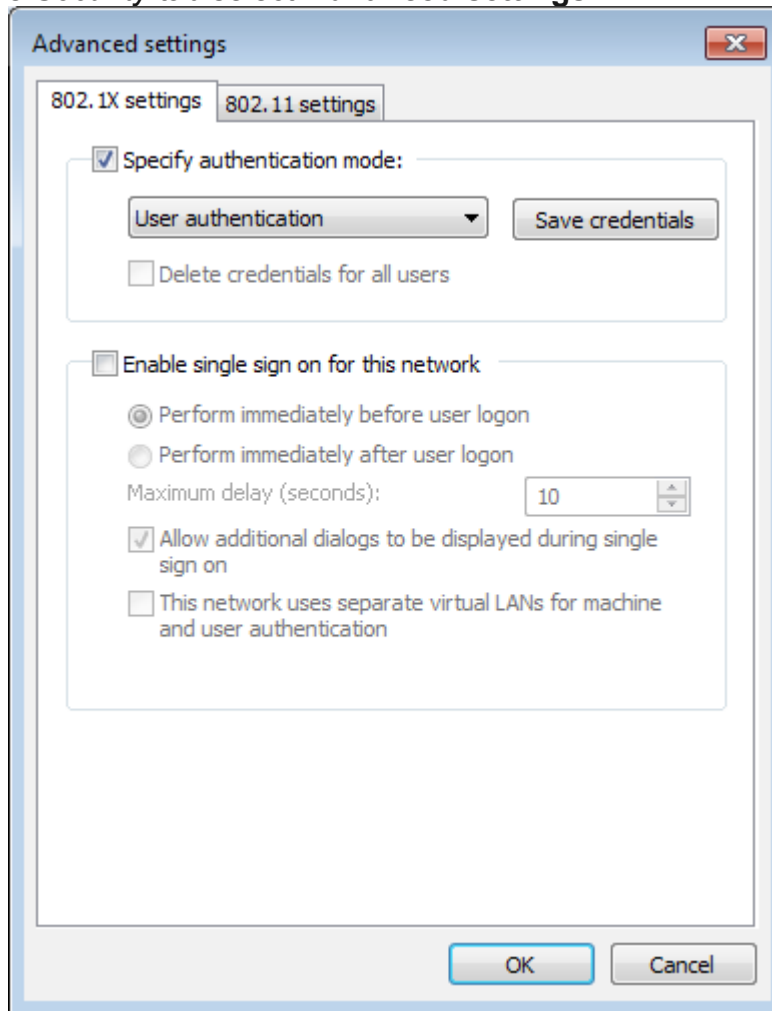 Advanced settings
802.1X settings
802.11 settings
Specify authentication mode:
User authentication
Save credentials
Delete credentials for all users
Enable single sign on for this network
Perform immediately before user logon
Perform immediately after user logon
Maximum delay (seconds):
10
Allow additional dialogs to be displayed during single
sign on
This network uses separate virtual LANs for machine
and user authentication
OK
Cancel